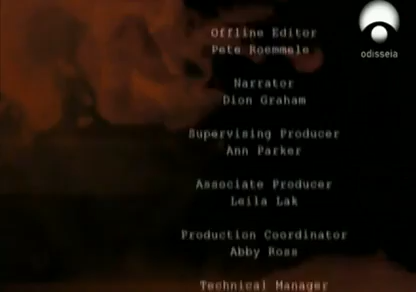 Offline Editor
Pete Roemmele
Narrator
Dion Graham
Supervising Producer
Ann Parker
Associate Producer
Leila Lak
Production Coordinator
Abby Ross
Technical Manager
odisseia